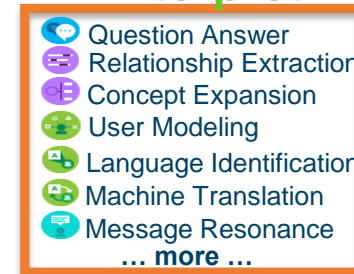 Question Answer
Relationship Extraction
Concept Expansion
User Modeling
Language Identification
Machine Translation
Message Resonance
… more …